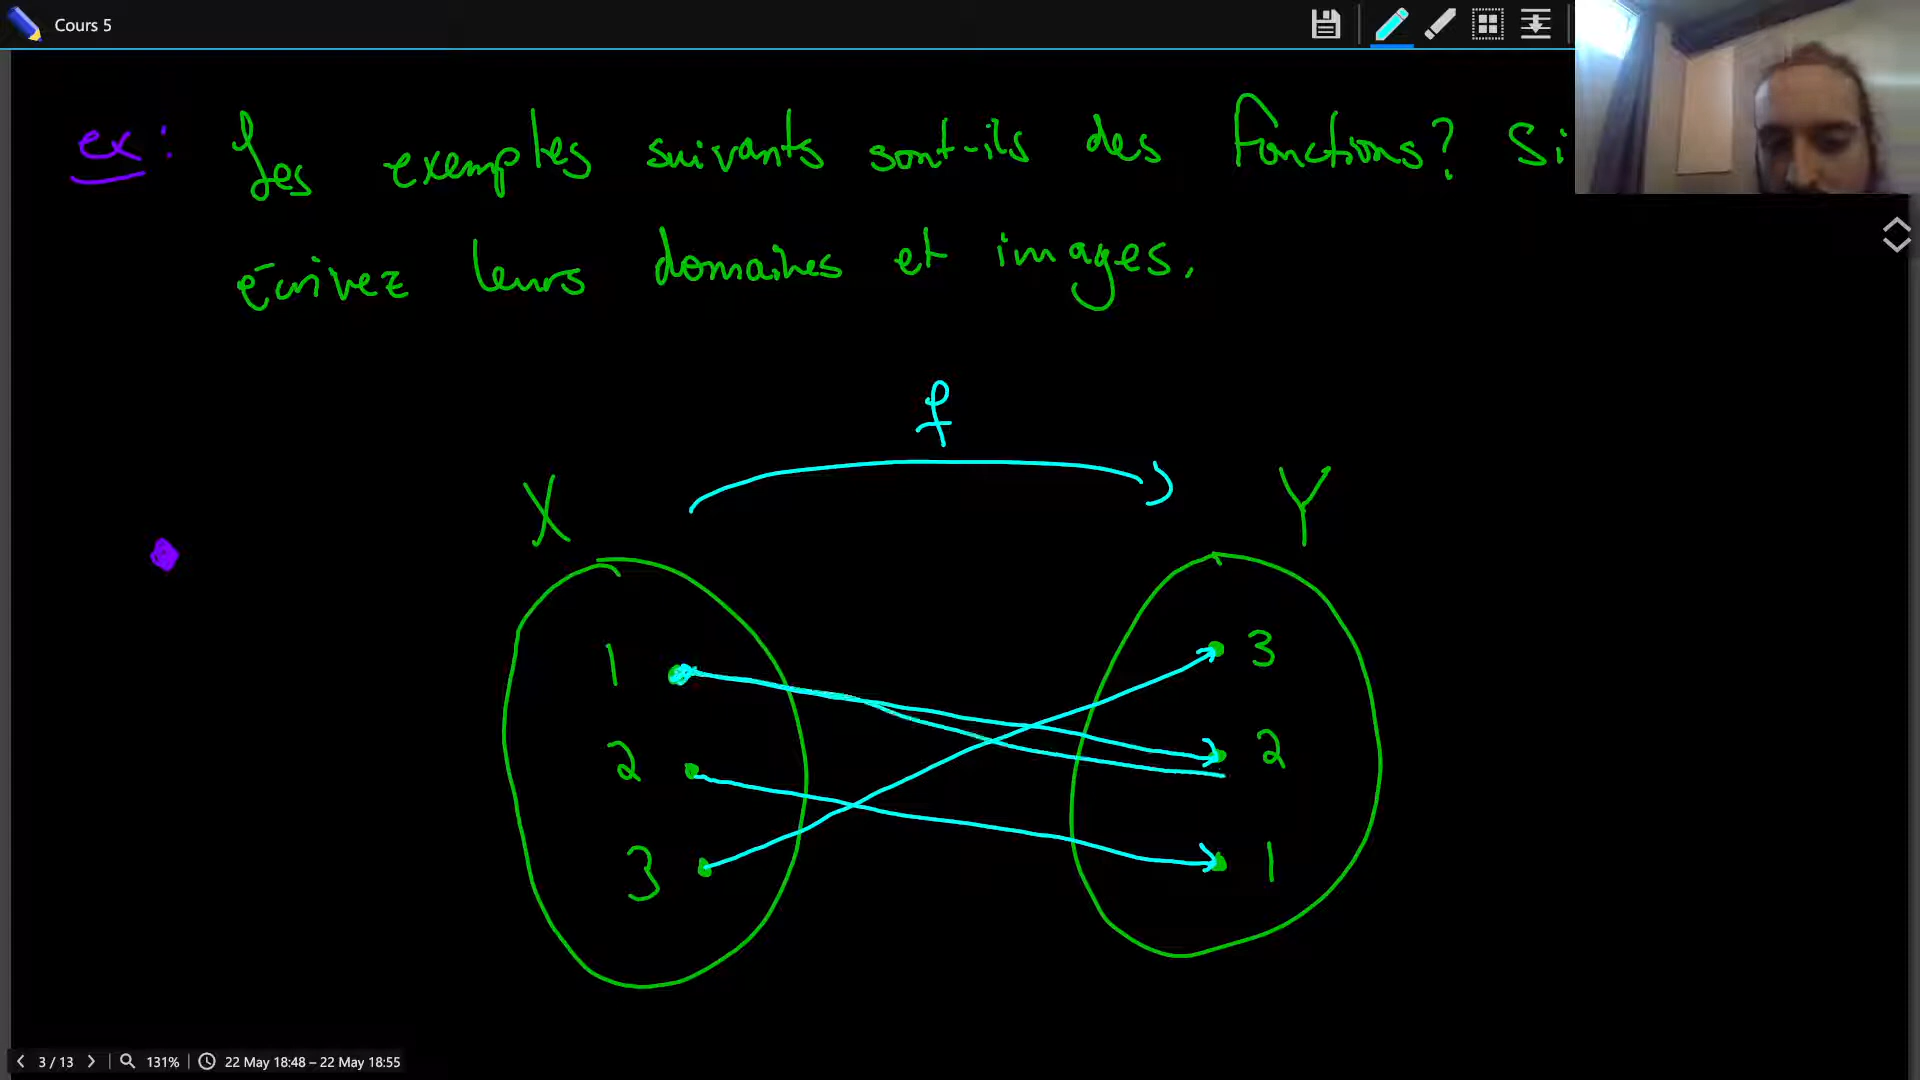 Cours 5
ex: Les exemples suivants sont-ils des fonctions? Si
écrivez leurs domaines et images.
f
X Y
1 3
2 2
3 1
3 / 13 131% 22 May 18:48 – 22 May 18:55